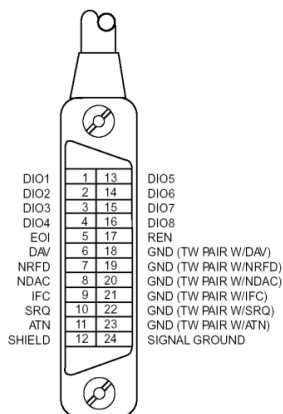 DIO1 1 13 DIO5
DIO2 2 14 DIO6
DIO3 3 15 DIO7
DIO4 4 16 DIO8
EOI 5 17 REN
DAV 6 18 GND (TW PAIR W/DAV)
NRFD 7 19 GND (TW PAIR W/NRFD)
NDAC 8 20 GND (TW PAIR W/NDAC)
IFC 9 21 GND (TW PAIR W/IFC)
SRQ 10 22 GND (TW PAIR W/SRQ)
ATN 11 23 GND (TW PAIR W/ATN)
SHIELD 12 24 SIGNAL GROUND